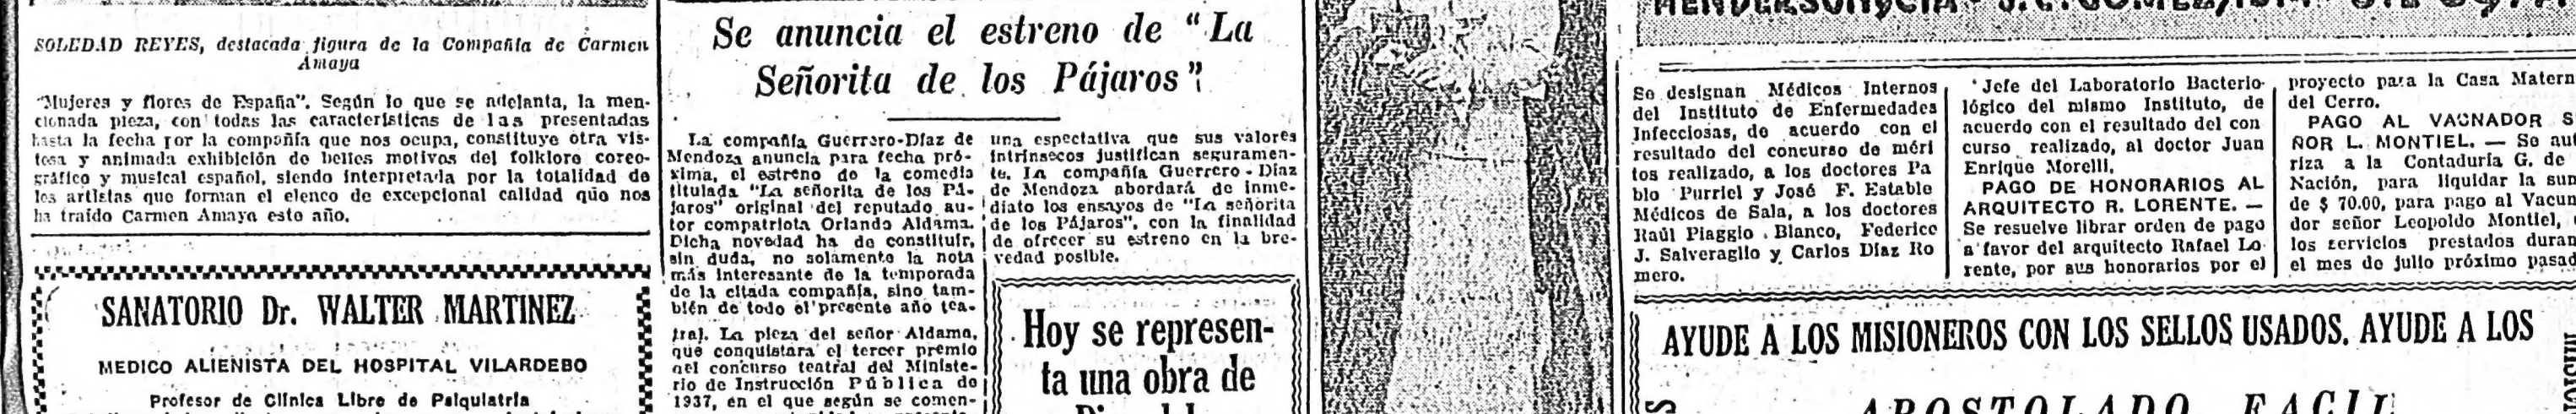 SOLEDAD REYES, destacada figura de la Compañía de Carmen
Amaya
"Mujeres y flores de España". Según lo que se adelanta, la men-
cionada pieza, con todas las características de las presentadas
hasta la fecha por la compañía que nos ocupa, constituye otra vis-
tosa y animada exhibición de bellos motivos del folklore coreo-
gráfico y musical español, siendo interpretada por la totalidad de
los artistas que forman el elenco de excepcional calidad que nos
ha traído Carmen Amaya este año.
SANATORIO Dr. WALTER MARTINEZ
MEDICO ALIENISTA DEL HOSPITAL VILARDEBO
Profesor de Clínica Libre de Psiquiatría
Se anuncia el estreno de "La
Señorita de los Pájaros"
La compañía Guerrero-Díaz de
Mendoza anuncia para fecha pró-
xima, el estreno de la comedia
titulada "La señorita de los Pá-
jaros" original del reputado au-
tor compatriota Orlando Aldama.
Dicha novedad ha de constituir,
sin duda, no solamente la nota
más interesante de la temporada
de la citada compañía, sino tam-
bién de todo el presente año tea-
tral. La pieza del señor Aldama,
que conquistara el tercer premio
del concurso teatral del Ministe-
rio de Instrucción Pública de
1937, en el que según se comen-
una espectativa que sus valores
intrínsecos justifican seguramen-
te. La compañía Guerrero-Díaz
de Mendoza abordará de inme-
diato los ensayos de "La señorita
de los Pájaros", con la finalidad
de ofrecer su estreno en la bre-
vedad posible.
Hoy se represen-
ta una obra de
Se designan Médicos Internos
del Instituto de Enfermedades
Infecciosas, de acuerdo con el
resultado del concurso de méri
tos realizado, a los doctores Pa
blo Purriel y José F. Estable
Médicos de Sala, a los doctores
Raúl Piaggio Blanco, Federico
J. Salveraglio y Carlos Díaz Ro
mero.
Jefe del Laboratorio Bacterio-
lógico del mismo Instituto, de
acuerdo con el resultado del con
curso realizado, al doctor Juan
Enrique Morelli.
PAGO DE HONORARIOS AL
ARQUITECTO R. LORENTE. —
Se resuelve librar orden de pago
a favor del arquitecto Rafael Lo-
rente, por sus honorarios por el
proyecto para la Casa Matern
del Cerro.
PAGO AL VACNADOR S
ÑOR L. MONTIEL. — Se aut
riza a la Contaduría G. de
Nación, para liquidar la sum
de $ 70.00, para pago al Vacun
dor señor Leopoldo Montiel,
los servicios prestados duran
el mes de julio próximo pasad
AYUDE A LOS MISIONEROS CON LOS SELLOS USADOS. AYUDE A LOS
APOSTOLADO FACIL